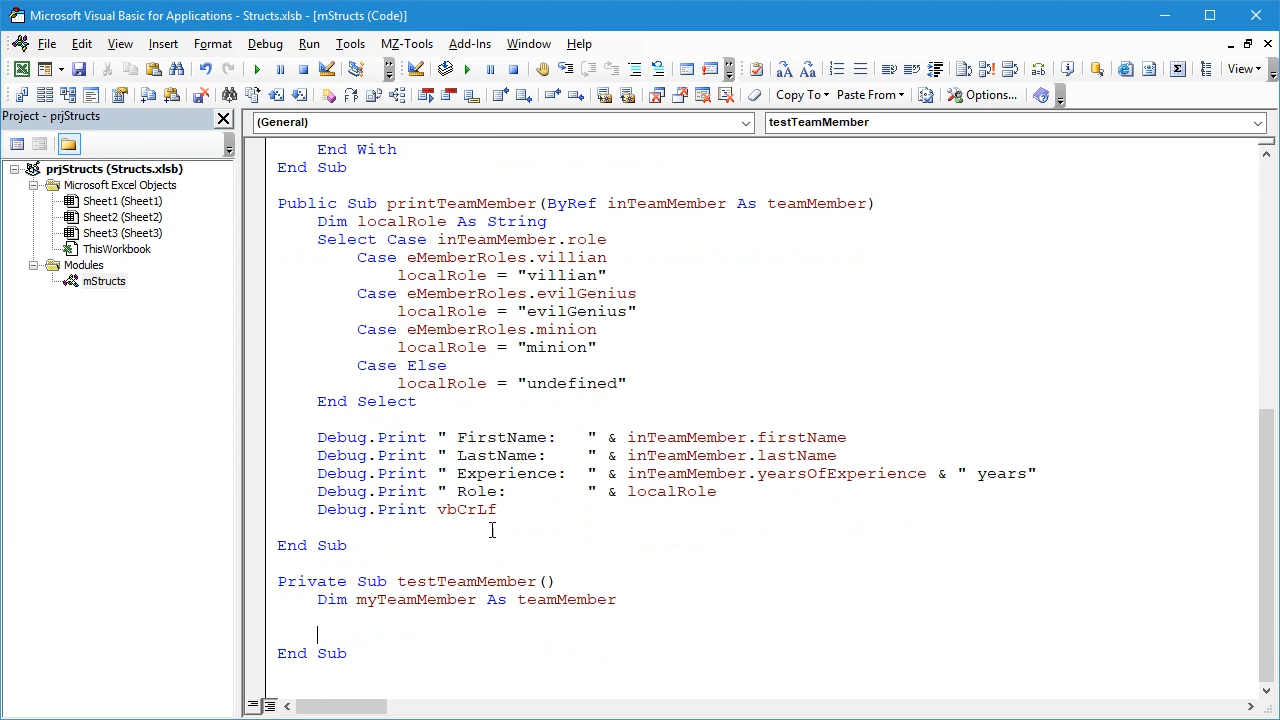 Microsoft Visual Basic for Applications - Structs.xlsb - [mStructs (Code)]
File Edit View Insert Format Debug Run Tools MZ-Tools Add-Ins Window Help
View
Copy To Paste From Options...
Project - prjStructs
(General) testTeamMember
prjStructs (Structs.xlsb)
Microsoft Excel Objects
Sheet1 (Sheet1)
Sheet2 (Sheet2)
Sheet3 (Sheet3)
ThisWorkbook
Modules
mStructs
End With
End Sub
Public Sub printTeamMember(ByRef inTeamMember As teamMember)
Dim localRole As String
Select Case inTeamMember.role
Case eMemberRoles.villian
localRole = "villian"
Case eMemberRoles.evilGenius
localRole = "evilGenius"
Case eMemberRoles.minion
localRole = "minion"
Case Else
localRole = "undefined"
End Select
Debug.Print " FirstName:   " & inTeamMember.firstName
Debug.Print " LastName:    " & inTeamMember.lastName
Debug.Print " Experience:  " & inTeamMember.yearsOfExperience & " years"
Debug.Print " Role:        " & localRole
Debug.Print vbCrLf
End Sub
Private Sub testTeamMember()
Dim myTeamMember As teamMember
End Sub